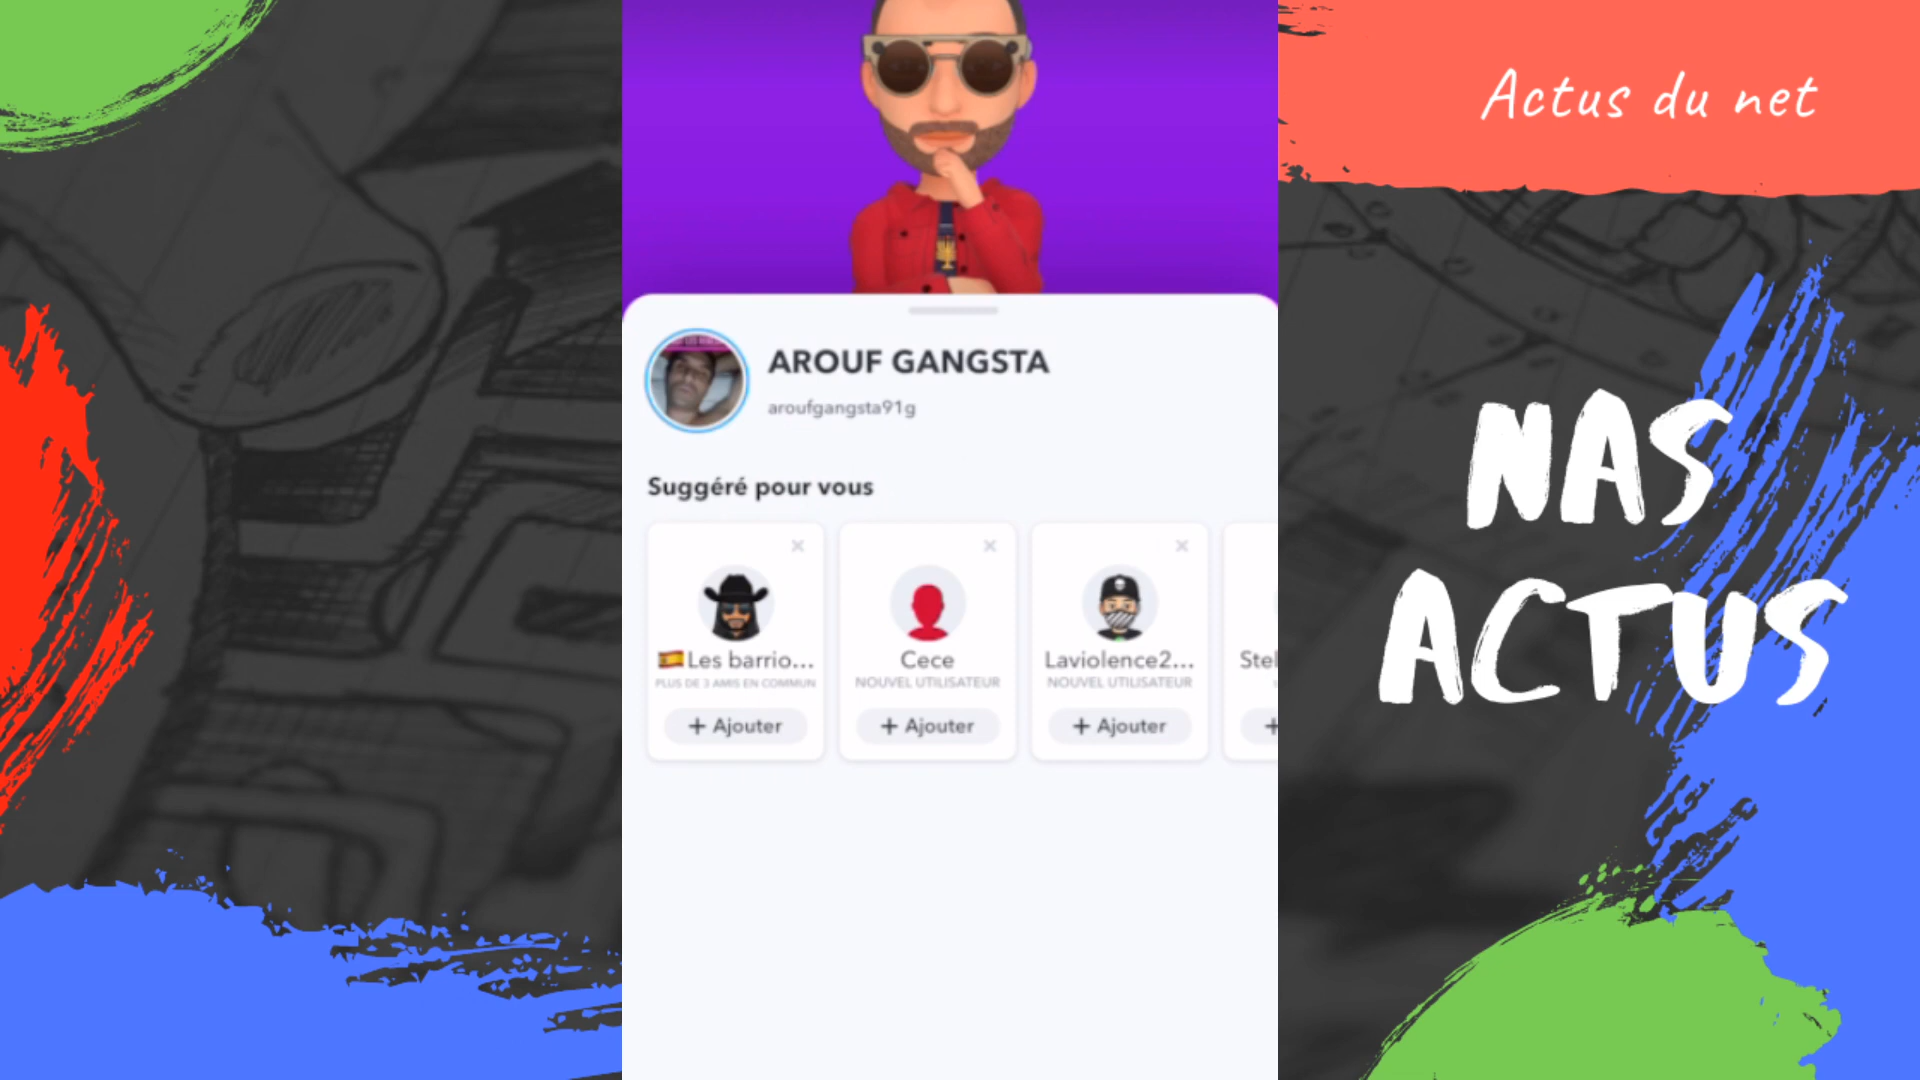 Actus du net
NAS
ACTUS
AROUF GANGSTA
aroufgangsta91g
Suggéré pour vous
Les barrio...
PLUS DE 3 AMIS EN COMMUN
+ Ajouter
Cece
NOUVEL UTILISATEUR
+ Ajouter
Laviolence2...
NOUVEL UTILISATEUR
+ Ajouter
Stel
+